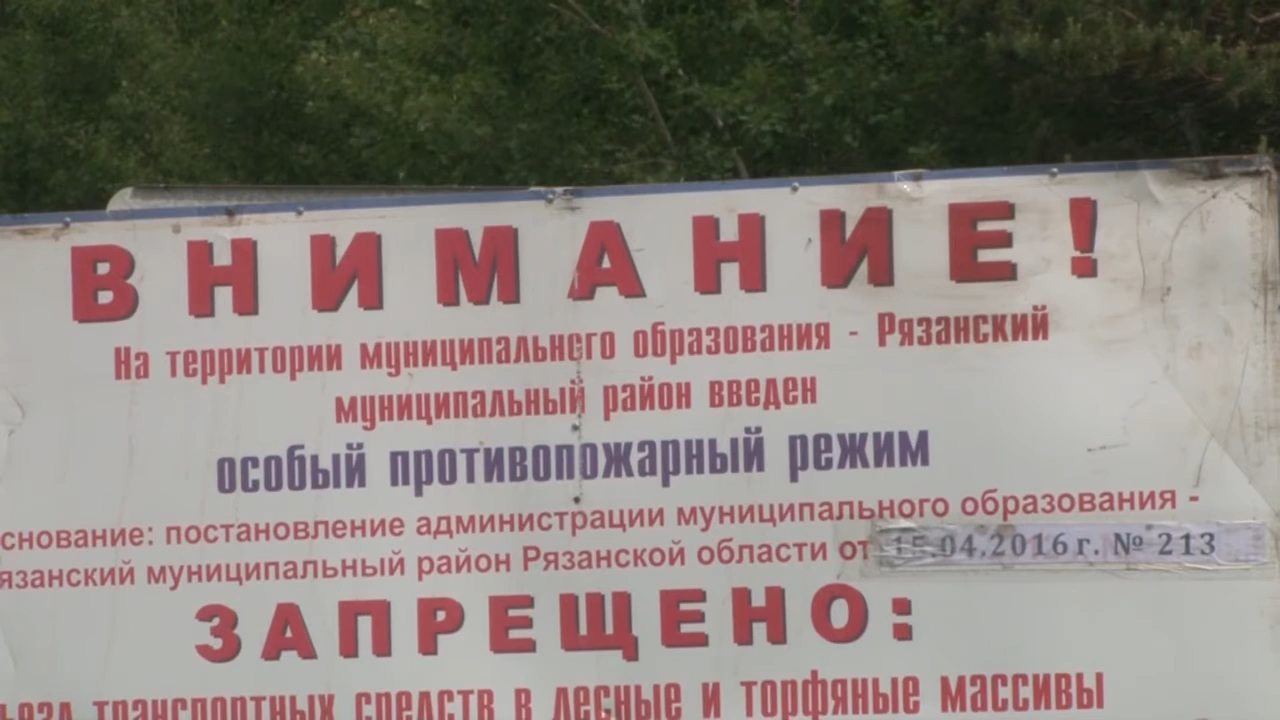 ВНИМАНИЕ!
На территории муниципального образования - Рязанский
муниципальный район введен
особый противопожарный режим
снование: постановление администрации муниципального образования -
язанский муниципальный район Рязанской области от 15.04.2016 г. № 213
ЗАПРЕЩЕНО:
транспортных средств в лесные и торфяные массивы